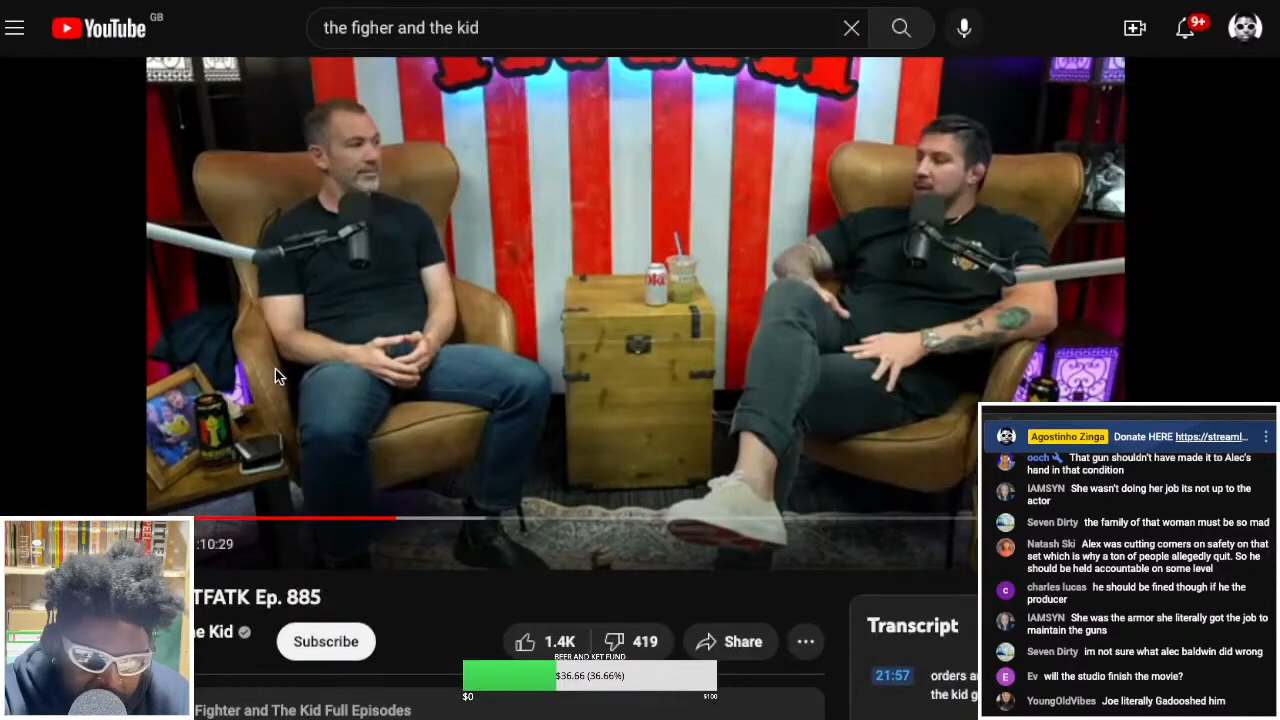 YouTube GB
the figher and the kid
9+
:10:29
TFATK Ep. 885
e Kid
Subscribe
1.4K
419
Share
Fighter and The Kid Full Episodes
BEER AND KET FUND
$36.66 (36.66%)
$0
$100
Transcript
21:57
orders a
the kid g
Agostinho Zinga Donate HERE https://streaml...
ooch That gun shouldn't have made it to Alec's
hand in that condition
IAMSYN She wasn't doing her job its not up to the
actor
Seven Dirty the family of that woman must be so mad
Natash Ski Alex was cutting corners on safety on that
set which is why a ton of people allegedly quit. So he
should be held accountable on some level
charles lucas he should be fined though if he the
producer
IAMSYN She was the armor she literally got the job to
maintain the guns
Seven Dirty im not sure what alec baldwin did wrong
Ev will the studio finish the movie?
YoungOldVibes Joe literally Gadooshed him